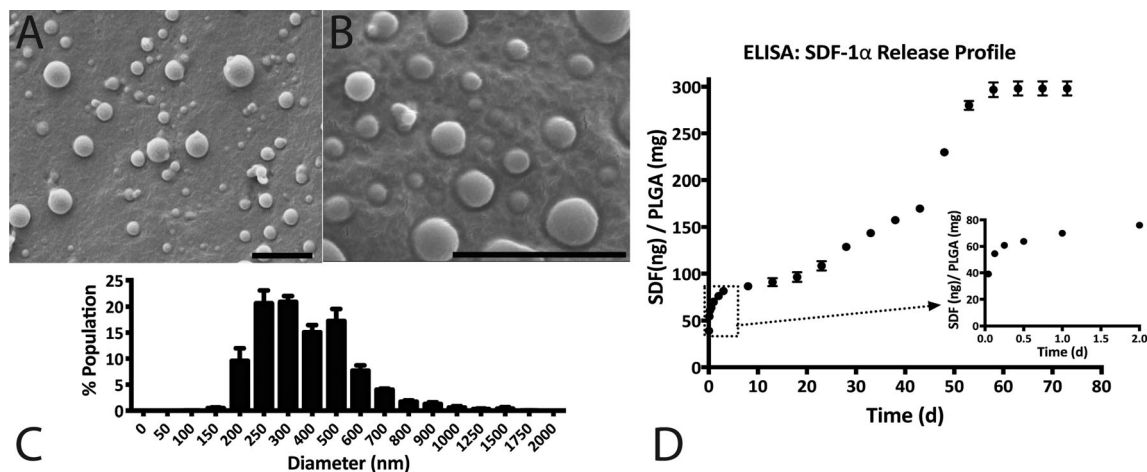 A
B
ELISA: SDF-1α Release Profile
SDF(ng) / PLGA (mg)
300
250
200
150
100
50
0
0 10 20 30 40 50 60 70 80
Time (d)
SDF (ng)/ PLGA (mg)
80
60
40
20
0
0.0 0.5 1.0 1.5 2.0
Time (d)
% Population
25
20
15
10
5
0
0 50 100 150 200 250 300 400 500 600 700 800 900 1000 1250 1500 1750 2000
Diameter (nm)
C
D